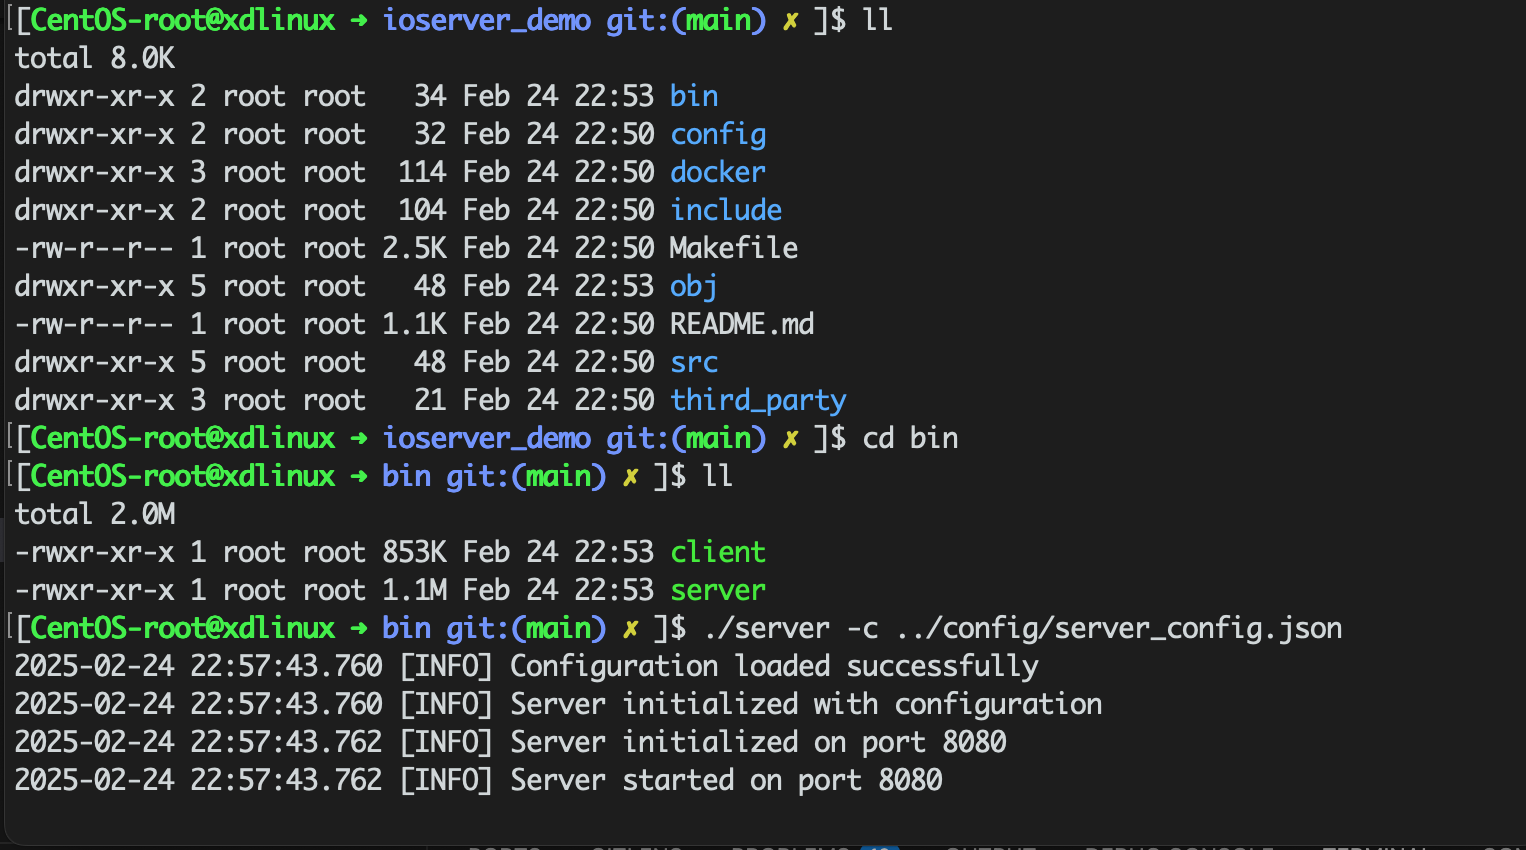 [[CentOS-root@xdlinux ➜ ioserver_demo git:(main) ✗ ]$ ll
total 8.0K
drwxr-xr-x 2 root root   34 Feb 24 22:53 bin
drwxr-xr-x 2 root root   32 Feb 24 22:50 config
drwxr-xr-x 3 root root  114 Feb 24 22:50 docker
drwxr-xr-x 2 root root  104 Feb 24 22:50 include
-rw-r--r-- 1 root root 2.5K Feb 24 22:50 Makefile
drwxr-xr-x 5 root root   48 Feb 24 22:53 obj
-rw-r--r-- 1 root root 1.1K Feb 24 22:50 README.md
drwxr-xr-x 5 root root   48 Feb 24 22:50 src
drwxr-xr-x 3 root root   21 Feb 24 22:50 third_party
[[CentOS-root@xdlinux ➜ ioserver_demo git:(main) ✗ ]$ cd bin
[[CentOS-root@xdlinux ➜ bin git:(main) ✗ ]$ ll
total 2.0M
-rwxr-xr-x 1 root root 853K Feb 24 22:53 client
-rwxr-xr-x 1 root root 1.1M Feb 24 22:53 server
[[CentOS-root@xdlinux ➜ bin git:(main) ✗ ]$ ./server -c ../config/server_config.json
2025-02-24 22:57:43.760 [INFO] Configuration loaded successfully
2025-02-24 22:57:43.760 [INFO] Server initialized with configuration
2025-02-24 22:57:43.762 [INFO] Server initialized on port 8080
2025-02-24 22:57:43.762 [INFO] Server started on port 8080